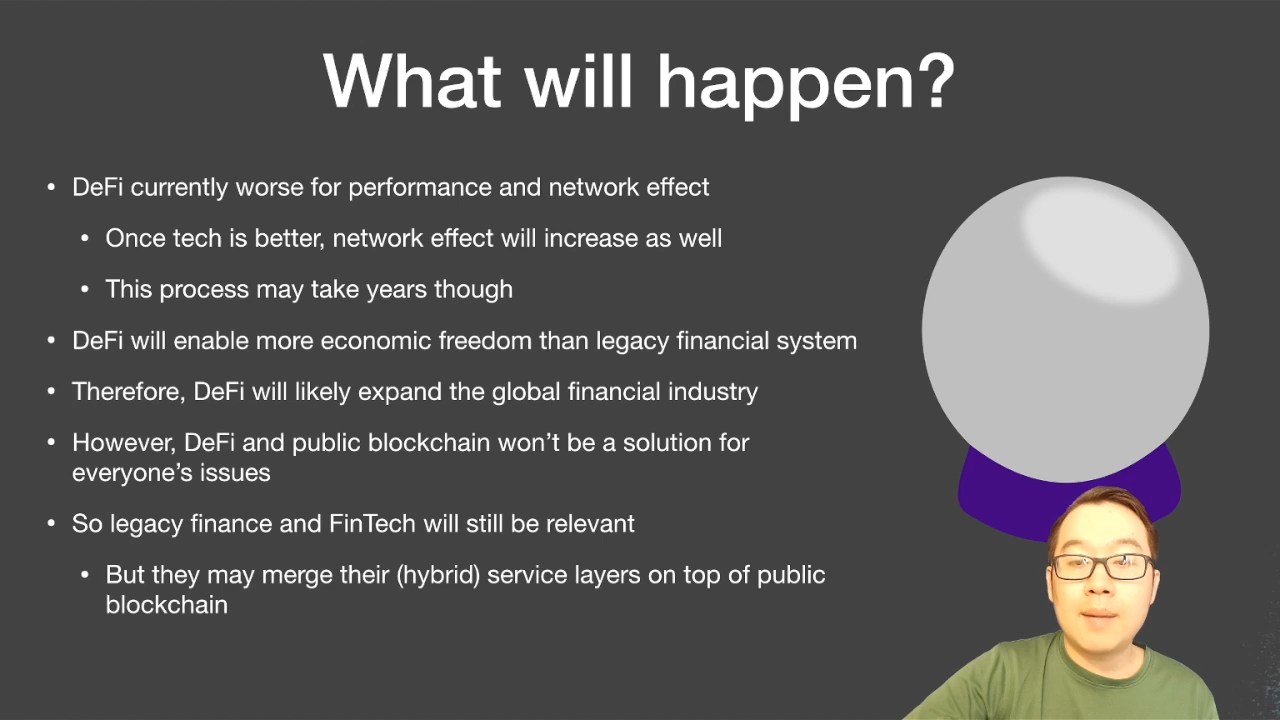 What will happen?
• DeFi currently worse for performance and network effect
• Once tech is better, network effect will increase as well
• This process may take years though
• DeFi will enable more economic freedom than legacy financial system
• Therefore, DeFi will likely expand the global financial industry
• However, DeFi and public blockchain won’t be a solution for
everyone’s issues
• So legacy finance and FinTech will still be relevant
• But they may merge their (hybrid) service layers on top of public
blockchain